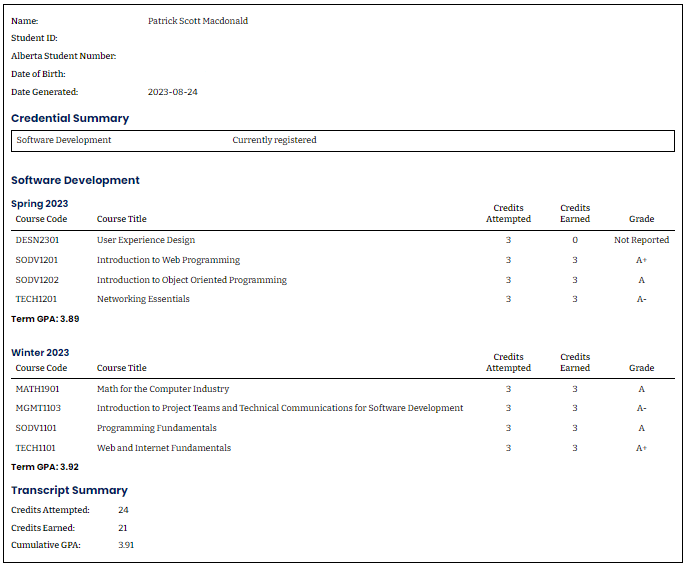 Name: Patrick Scott Macdonald
Student ID:
Alberta Student Number:
Date of Birth:
Date Generated: 2023-08-24
Credential Summary
Software Development Currently registered
Software Development
Spring 2023
Course Code Course Title Credits Attempted Credits Earned Grade
DESN2301 User Experience Design 3 0 Not Reported
SODV1201 Introduction to Web Programming 3 3 A+
SODV1202 Introduction to Object Oriented Programming 3 3 A
TECH1201 Networking Essentials 3 3 A-
Term GPA: 3.89
Winter 2023
Course Code Course Title Credits Attempted Credits Earned Grade
MATH1901 Math for the Computer Industry 3 3 A
MGMT1103 Introduction to Project Teams and Technical Communications for Software Development 3 3 A-
SODV1101 Programming Fundamentals 3 3 A
TECH1101 Web and Internet Fundamentals 3 3 A+
Term GPA: 3.92
Transcript Summary
Credits Attempted: 24
Credits Earned: 21
Cumulative GPA: 3.91